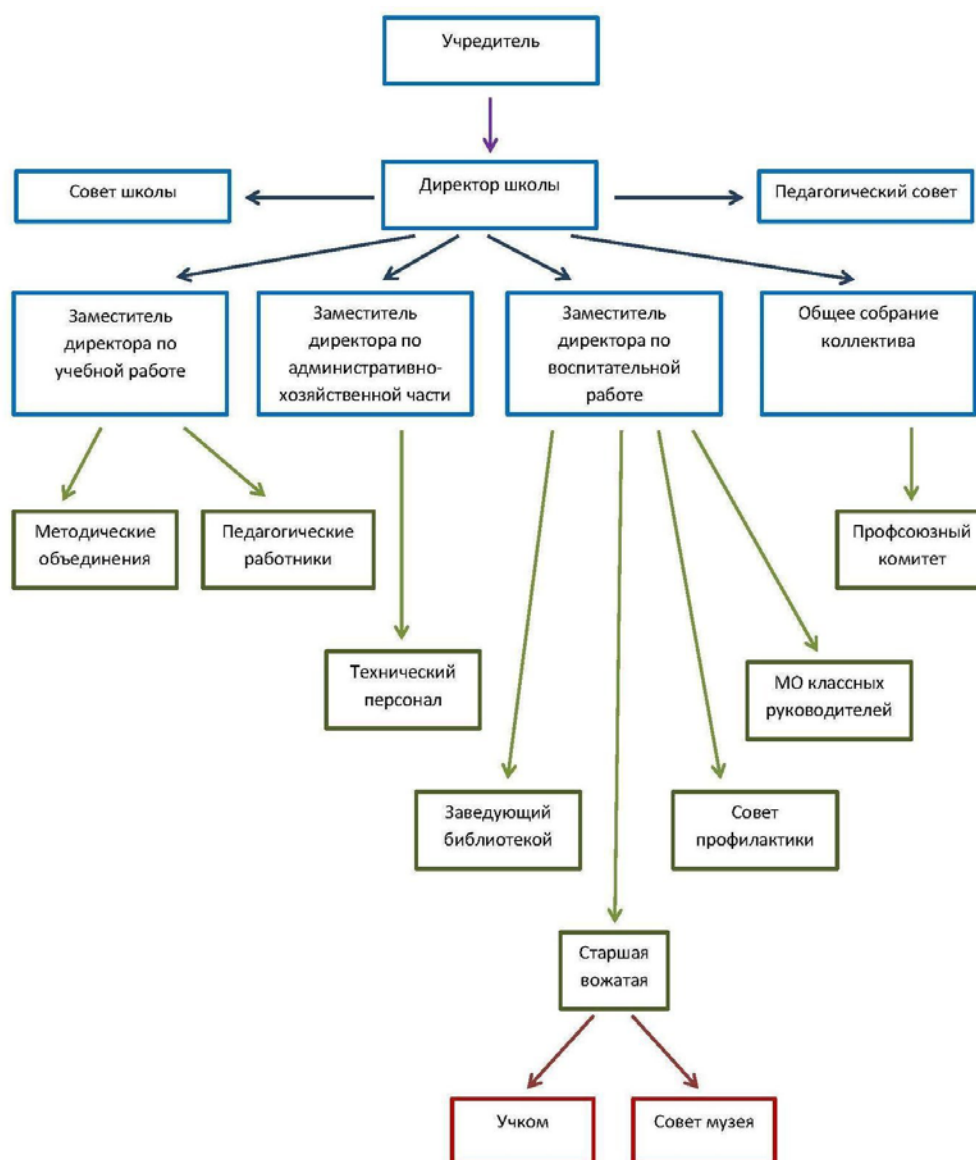 Учредитель
Совет школы
Директор школы
Педагогический совет
Заместитель
директора по
учебной работе
Заместитель
директора по
административно-
хозяйственной части
Заместитель
директора по
воспитательной
работе
Общее собрание
коллектива
Методические
объединения
Педагогические
работники
Профсоюзный
комитет
Технический
персонал
МО классных
руководителей
Заведующий
библиотекой
Совет
профилактики
Старшая
вожатая
Учком
Совет музея